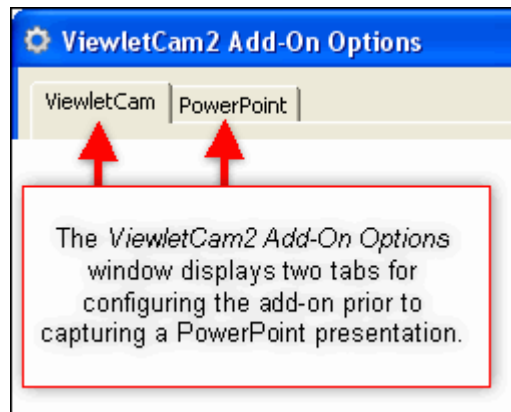 ViewletCam2 Add-On Options
ViewletCam PowerPoint
The ViewletCam2 Add-On Options
window displays two tabs for
configuring the add-on prior to
capturing a PowerPoint presentation.